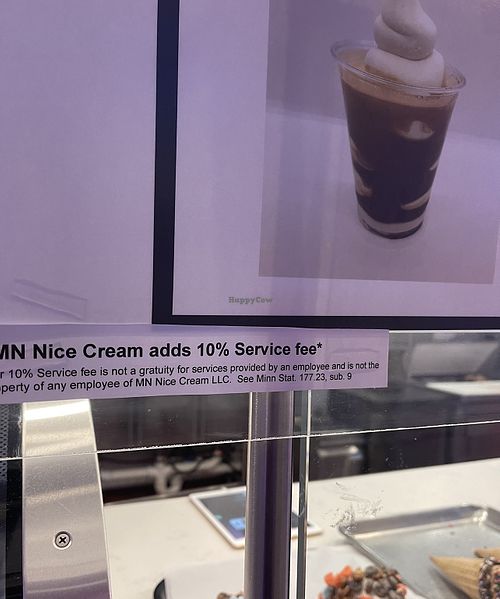 HappyCow
MN Nice Cream adds 10% Service fee*
r 10% Service fee is not a gratuity for services provided by an employee and is not the
operty of any employee of MN Nice Cream LLC. See Minn Stat. 177.23, sub. 9